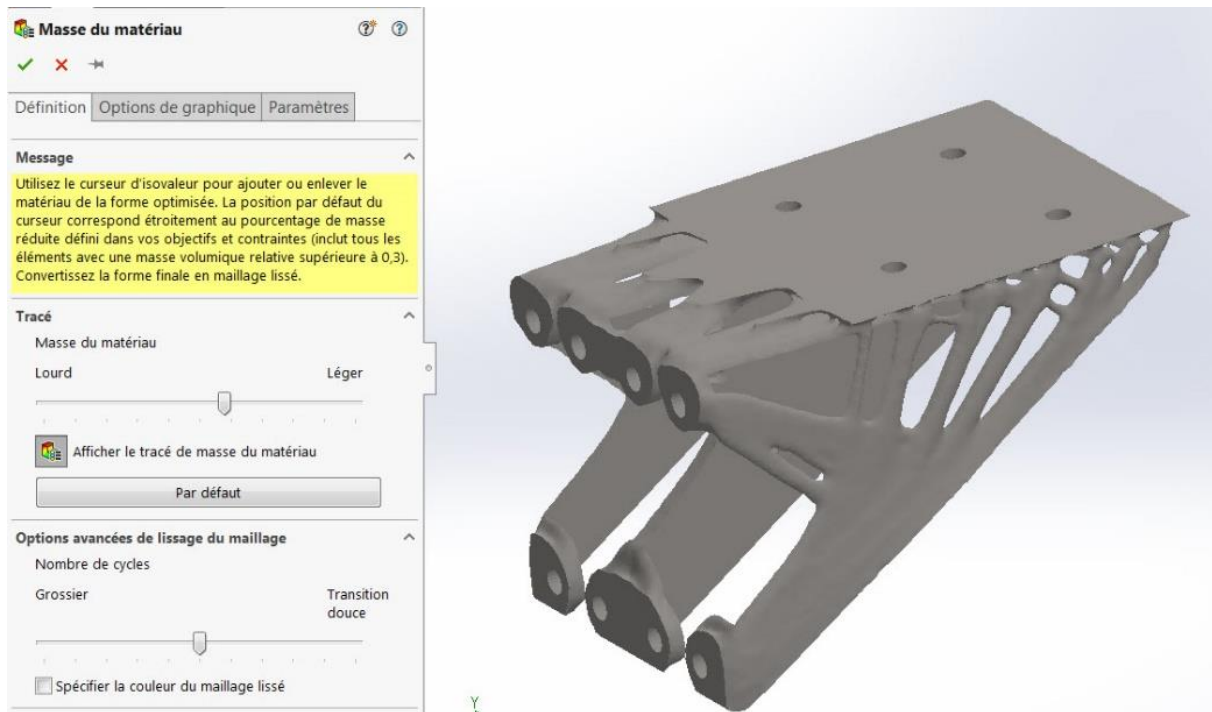 Masse du matériau
Définition Options de graphique Paramètres
Message
Utilisez le curseur d'isovaleur pour ajouter ou enlever le
matériau de la forme optimisée. La position par défaut du
curseur correspond étroitement au pourcentage de masse
réduite défini dans vos objectifs et contraintes (inclut tous les
éléments avec une masse volumique relative supérieure à 0,3).
Convertissez la forme finale en maillage lissé.
Tracé
Masse du matériau
Lourd Léger
Afficher le tracé de masse du matériau
Par défaut
Options avancées de lissage du maillage
Nombre de cycles
Grossier Transition
douce
Spécifier la couleur du maillage lissé
Y